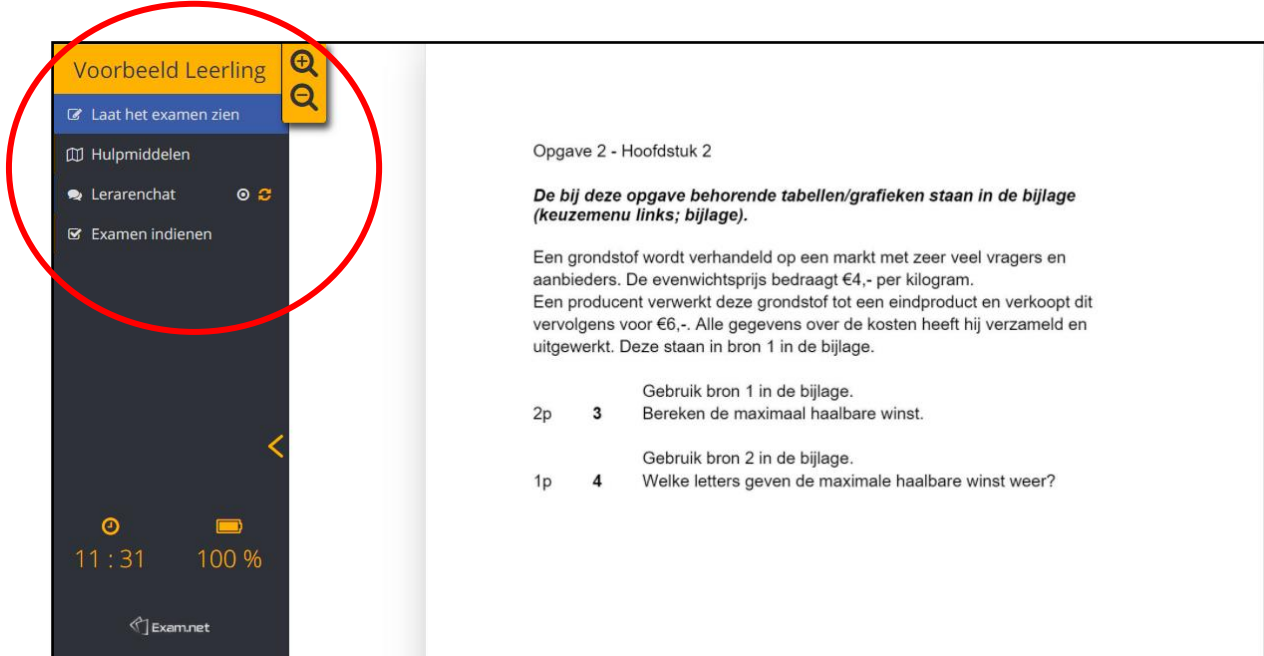 Voorbeeld Leerling
Laat het examen zien
Hulpmiddelen
Lerarenchat
Examen indienen
11 : 31 100 %
Exam.net
Opgave 2 - Hoofdstuk 2
De bij deze opgave behorende tabellen/grafieken staan in de bijlage
(keuzemenu links; bijlage).
Een grondstof wordt verhandeld op een markt met zeer veel vragers en
aanbieders. De evenwichtsprijs bedraagt €4,- per kilogram.
Een producent verwerkt deze grondstof tot een eindproduct en verkoopt dit
vervolgens voor €6,-. Alle gegevens over de kosten heeft hij verzameld en
uitgewerkt. Deze staan in bron 1 in de bijlage.
Gebruik bron 1 in de bijlage.
2p 3 Bereken de maximaal haalbare winst.
Gebruik bron 2 in de bijlage.
1p 4 Welke letters geven de maximale haalbare winst weer?